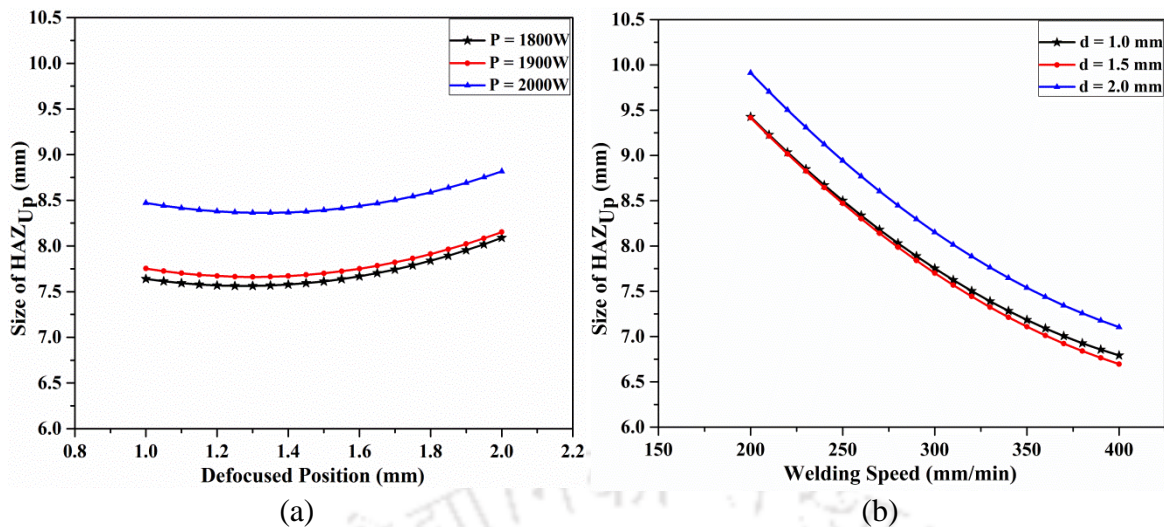 10.5
10.0
9.5
9.0
8.5
8.0
7.5
7.0
6.5
6.0
Size of HAZUp (mm)
P = 1800W
P = 1900W
P = 2000W
0.8 1.0 1.2 1.4 1.6 1.8 2.0 2.2
Defocused Position (mm)
(a)
10.5
10.0
9.5
9.0
8.5
8.0
7.5
7.0
6.5
6.0
Size of HAZUp (mm)
d = 1.0 mm
d = 1.5 mm
d = 2.0 mm
150 200 250 300 350 400
Welding Speed (mm/min)
(b)